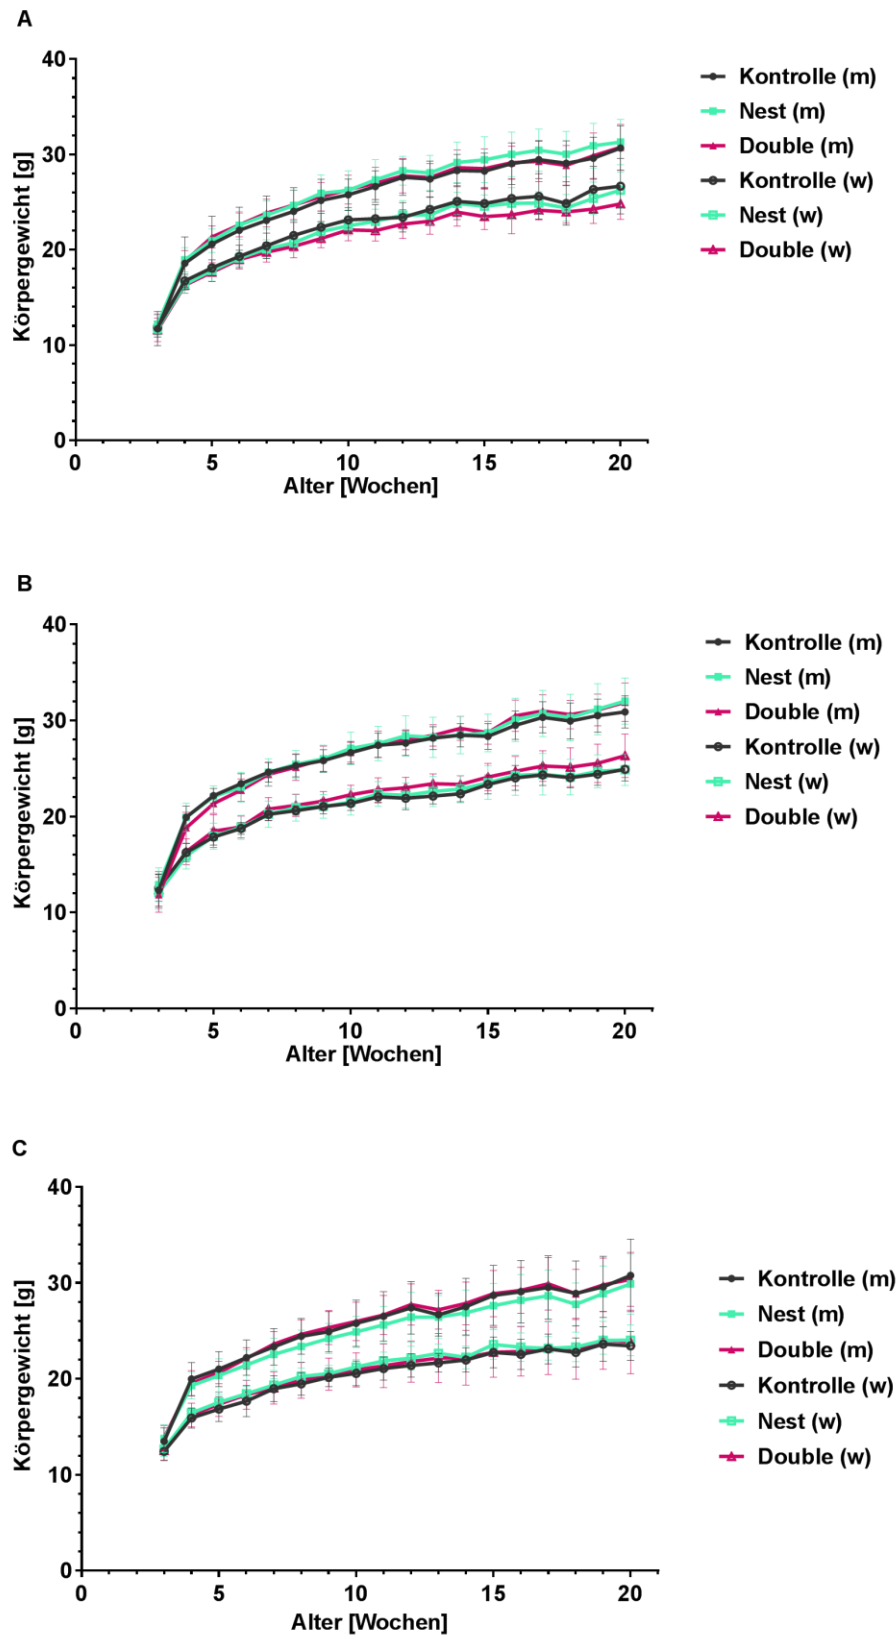 A
40
30
20
10
0
Körpergewicht [g]
0 5 10 15 20
Alter [Wochen]
Kontrolle (m)
Nest (m)
Double (m)
Kontrolle (w)
Nest (w)
Double (w)
B
40
30
20
10
0
Körpergewicht [g]
0 5 10 15 20
Alter [Wochen]
Kontrolle (m)
Nest (m)
Double (m)
Kontrolle (w)
Nest (w)
Double (w)
C
40
30
20
10
0
Körpergewicht [g]
0 5 10 15 20
Alter [Wochen]
Kontrolle (m)
Nest (m)
Double (m)
Kontrolle (w)
Nest (w)
Double (w)